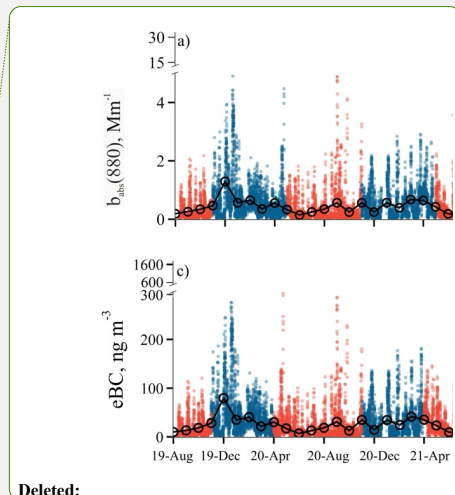 a)
30
15
4
2
0
b_abs(880), Mm⁻¹
c)
1600
600
300
200
100
0
eBC, ng m⁻³
19-Aug 19-Dec 20-Apr 20-Aug 20-Dec 21-Apr
Deleted: